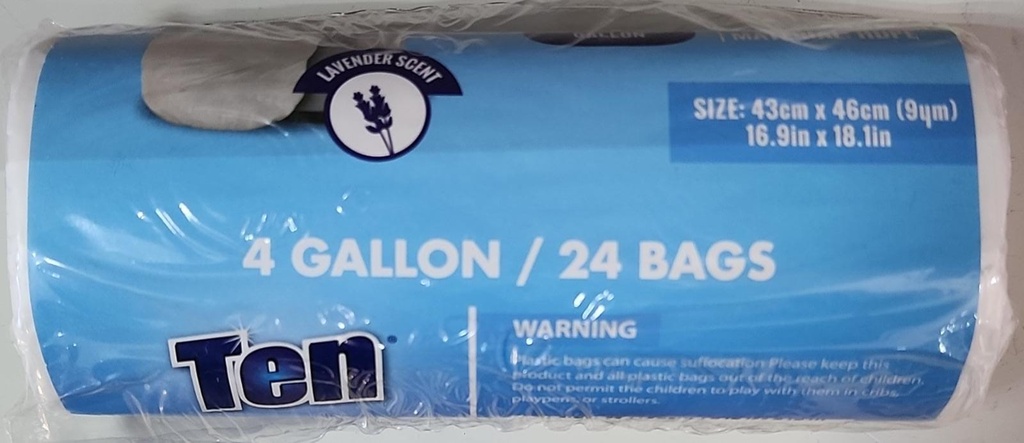 GALLON
LAVENDER SCENT
SIZE: 43cm x 46cm (9ym)
16.9in x 18.1in
4 GALLON / 24 BAGS
Ten
WARNING
Plastic bags can cause suffocation Please keep this
product and all plastic bags out of the reach of children.
Do not permit the children to play with them in cribs,
playpens, or strollers.